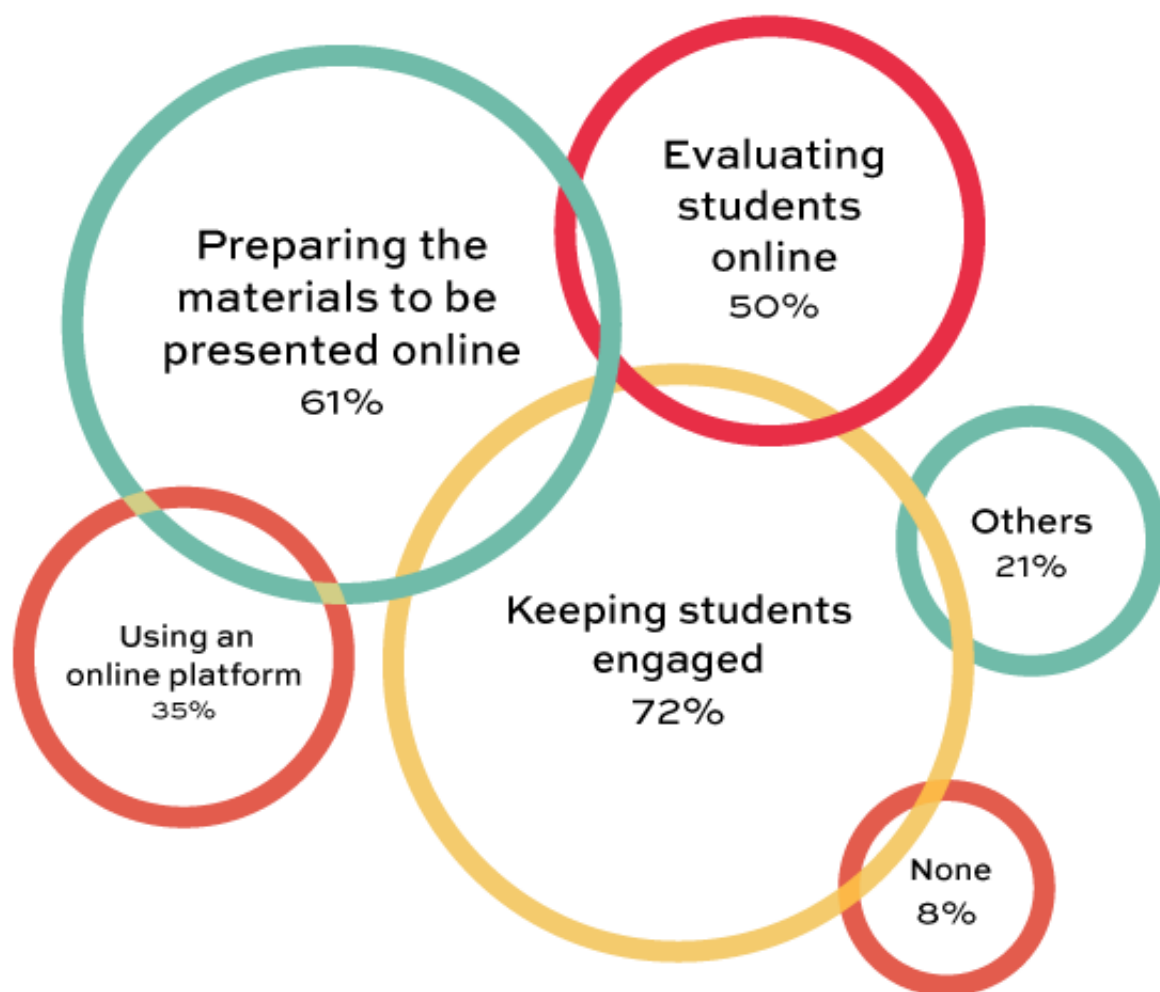 Preparing the
materials to be
presented online
61%
Evaluating
students
online
50%
Others
21%
Using an
online platform
35%
Keeping students
engaged
72%
None
8%